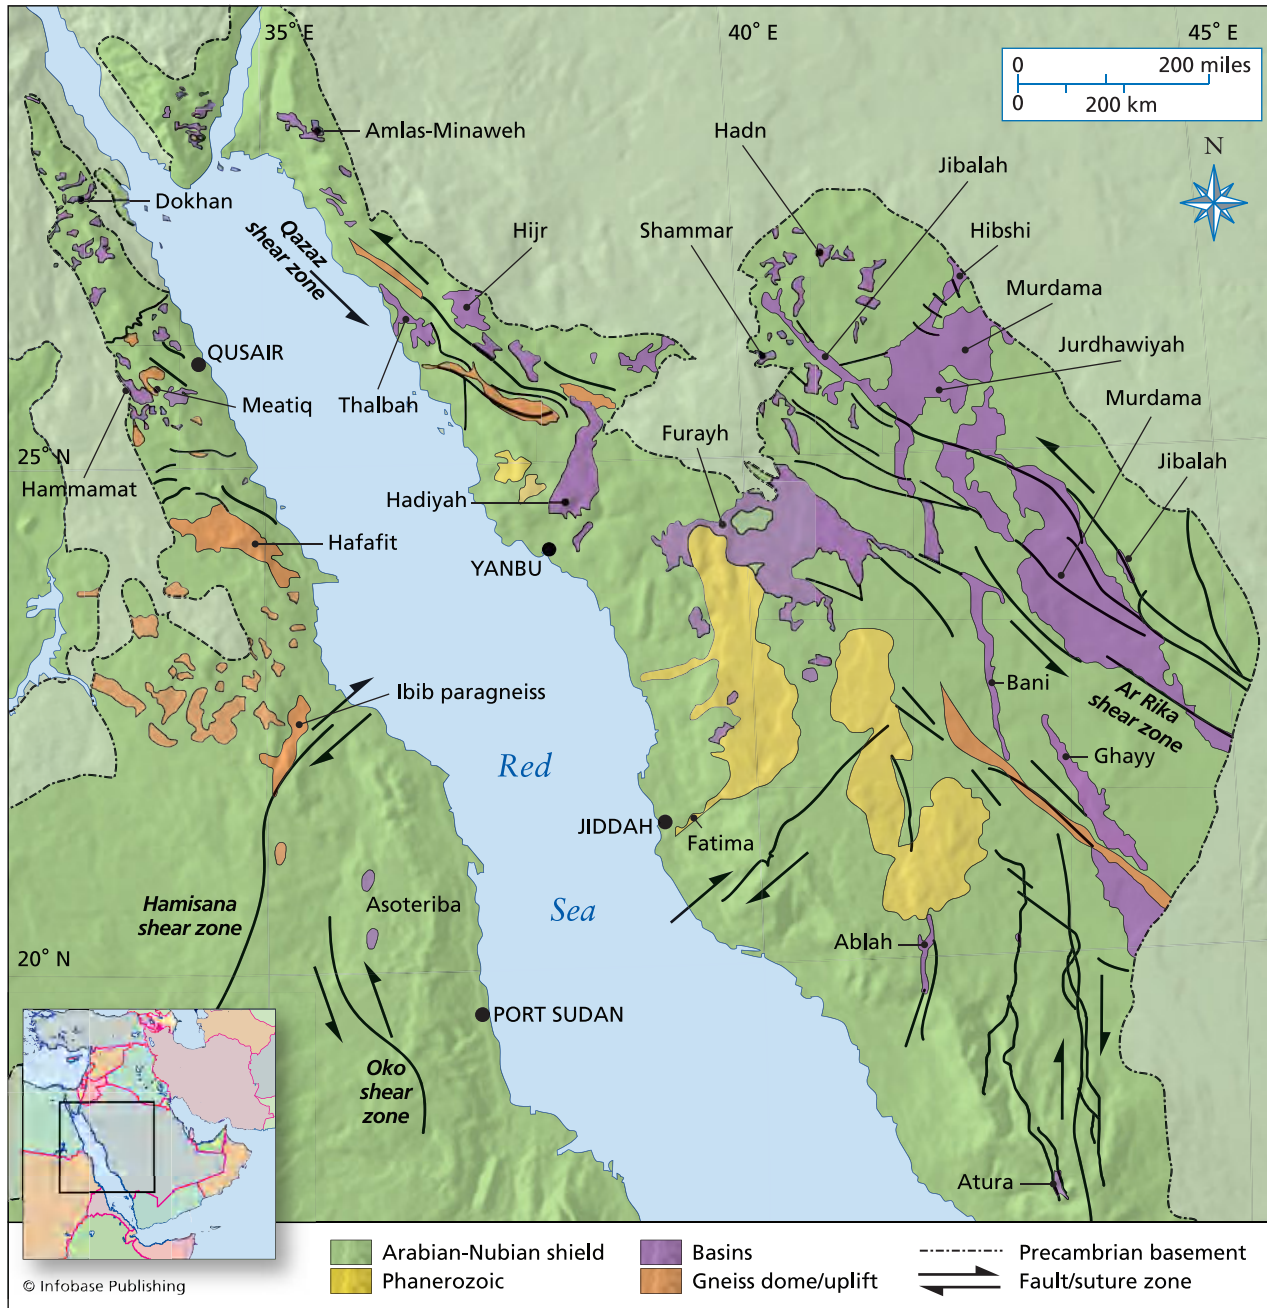 35° E
40° E
45° E
0
200 miles
0
200 km
N
Amlas-Minaweh
Hadn
Jibalah
Dokhan
Qazaz
shear zone
Hijr
Shammar
Hibshi
Murdama
Jurdhawiyah
QUSAIR
Meatiq
Thalbah
Murdama
Furayh
25° N
Hammamat
Jibalah
Hadiyah
Hafafit
YANBU
Ibib paragneiss
Bani
Ar Rika
shear zone
Ghayy
Red
Sea
JIDDAH
Fatima
Hamisana
shear zone
Asoteriba
Ablah
20° N
PORT SUDAN
Oko
shear
zone
Atura
Arabian-Nubian shield
Basins
Precambrian basement
Phanerozoic
Gneiss dome/uplift
Fault/suture zone
© Infobase Publishing